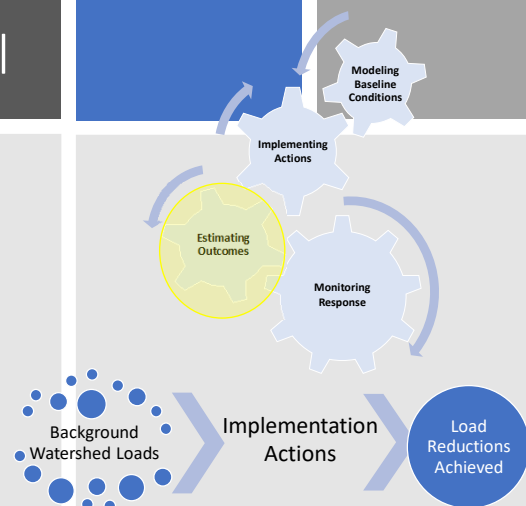 Modeling
Baseline
Conditions
Implementing
Actions
Estimating
Outcomes
Monitoring
Response
Background
Watershed Loads
Implementation
Actions
Load
Reductions
Achieved